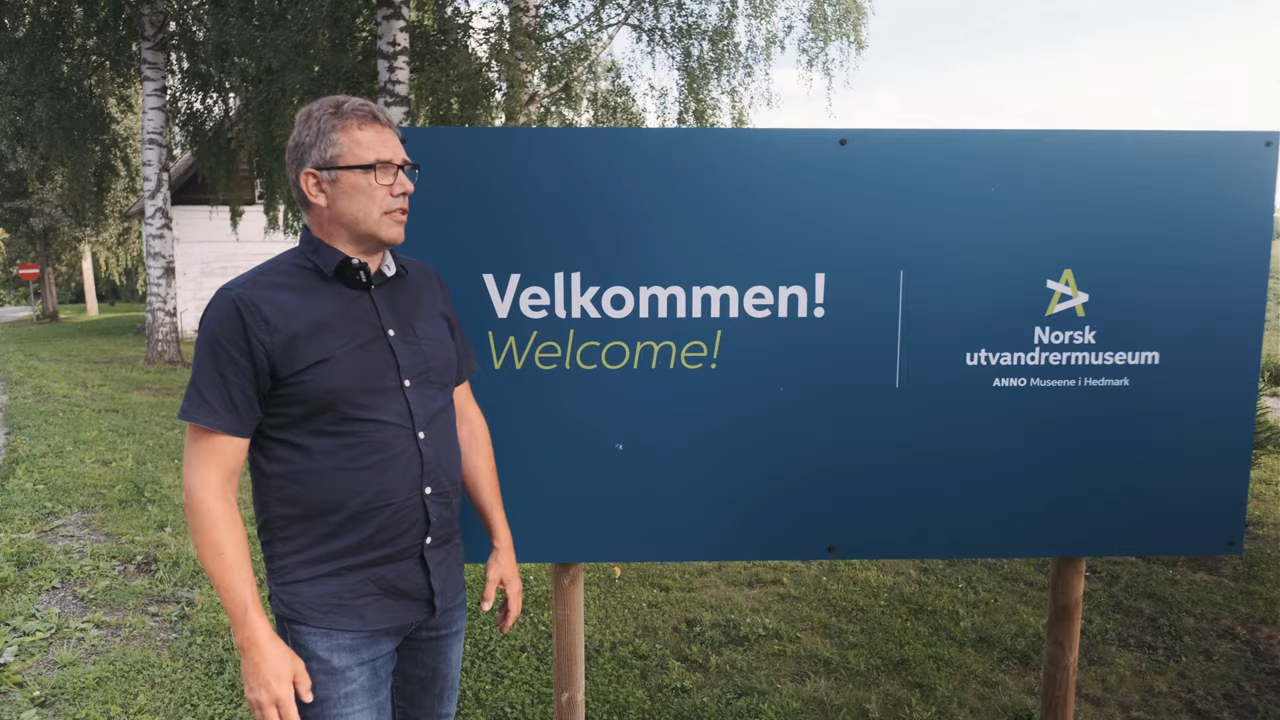 Velkommen!
Welcome!
Norsk
utvandrermuseum
ANNO Museene i Hedmark